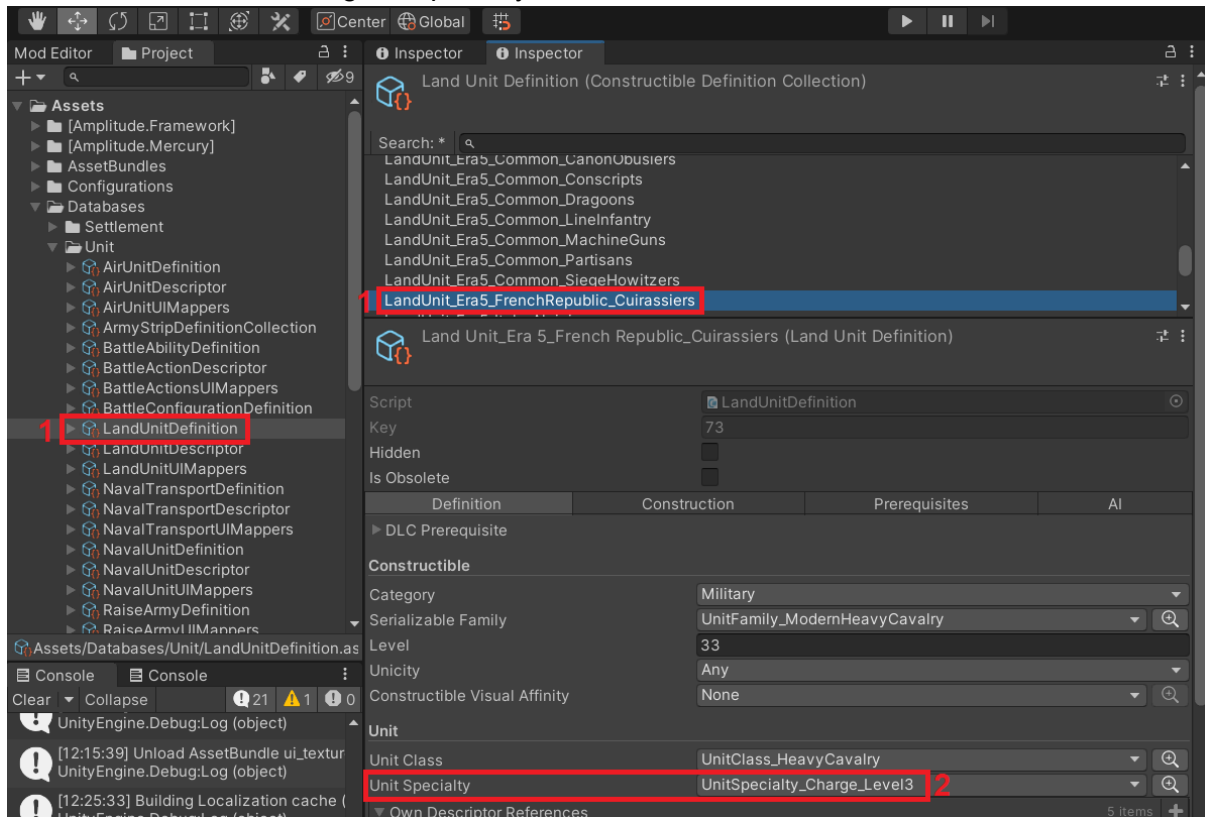 Center Global
Mod Editor Project
Inspector Inspector
9
Assets
[Amplitude.Framework]
[Amplitude.Mercury]
AssetBundles
Configurations
Databases
Settlement
Unit
AirUnitDefinition
AirUnitDescriptor
AirUnitUIMappers
ArmyStripDefinitionCollection
BattleAbilityDefinition
BattleActionDescriptor
BattleActionsUIMappers
BattleConfigurationDefinition
1 LandUnitDefinition
LandUnitDescriptor
LandUnitUIMappers
NavalTransportDefinition
NavalTransportDescriptor
NavalTransportUIMappers
NavalUnitDefinition
NavalUnitDescriptor
NavalUnitUIMappers
RaiseArmyDefinition
RaiseArmyUIMappers
Assets/Databases/Unit/LandUnitDefinition.as
Console Console
Clear Collapse 21 1 0
UnityEngine.Debug:Log (object)
[12:15:39] Unload AssetBundle ui_textur
UnityEngine.Debug:Log (object)
[12:25:33] Building Localization cache (
UnityEngine.Debug:Log (object)
Land Unit Definition (Constructible Definition Collection)
Search: *
LandUnit_Era5_Common_CanonObusiers
LandUnit_Era5_Common_Conscripts
LandUnit_Era5_Common_Dragoons
LandUnit_Era5_Common_LineInfantry
LandUnit_Era5_Common_MachineGuns
LandUnit_Era5_Common_Partisans
LandUnit_Era5_Common_SiegeHowitzers
1 LandUnit_Era5_FrenchRepublic_Cuirassiers
Land Unit_Era 5_French Republic_Cuirassiers (Land Unit Definition)
Script LandUnitDefinition
Key 73
Hidden
Is Obsolete
Definition Construction Prerequisites AI
DLC Prerequisite
Constructible
Category Military
Serializable Family UnitFamily_ModernHeavyCavalry
Level 33
Unicity Any
Constructible Visual Affinity None
Unit
Unit Class UnitClass_HeavyCavalry
Unit Specialty UnitSpecialty_Charge_Level3 2
Own Descriptor References 5 items